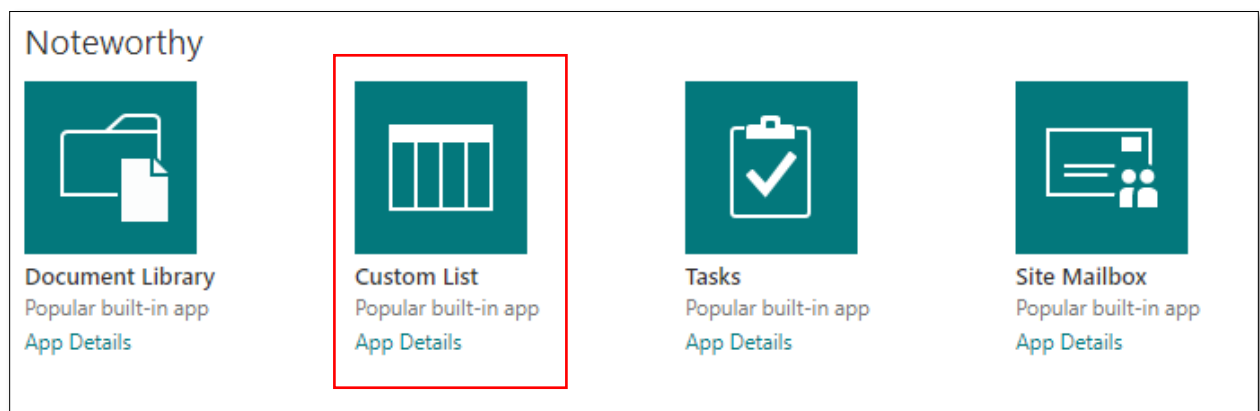 Noteworthy
Document Library
Popular built-in app
App Details
Custom List
Popular built-in app
App Details
Tasks
Popular built-in app
App Details
Site Mailbox
Popular built-in app
App Details